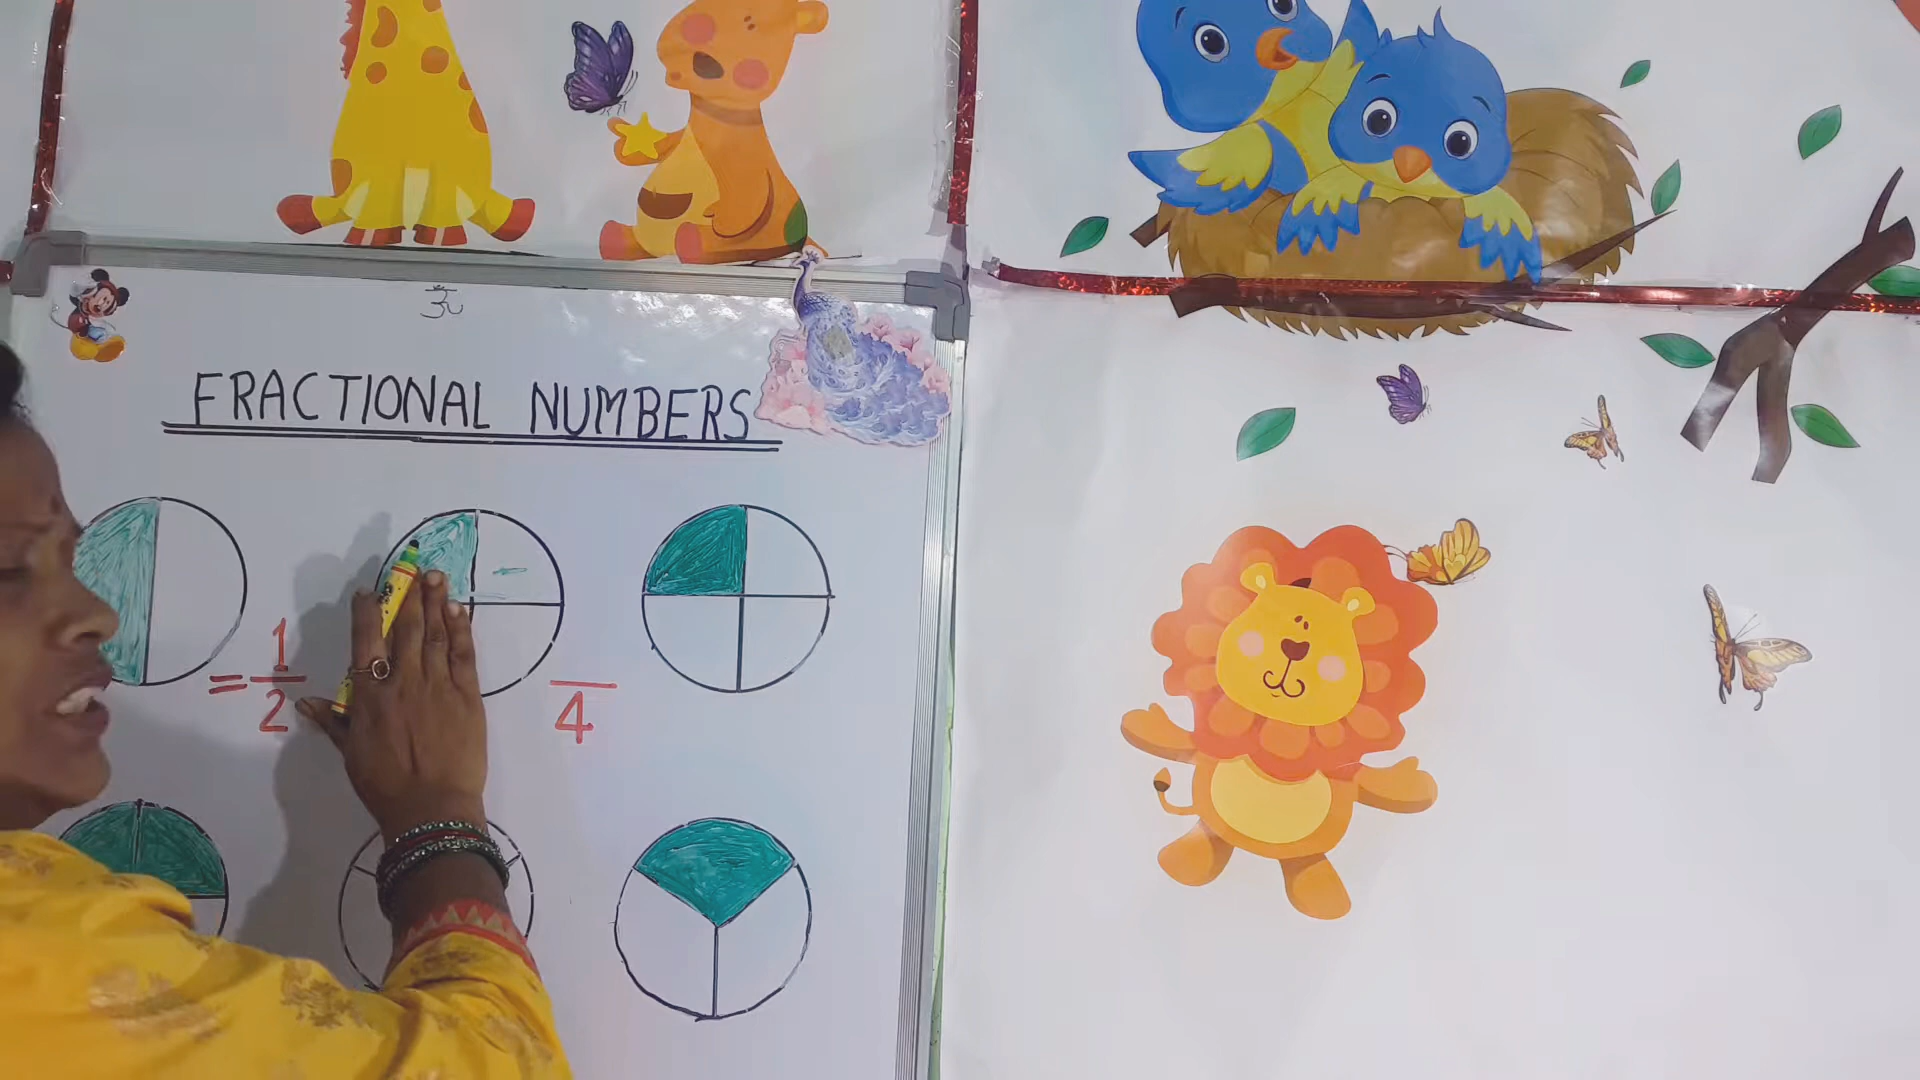 ॐ
FRACTIONAL NUMBERS
= 1/2
/4